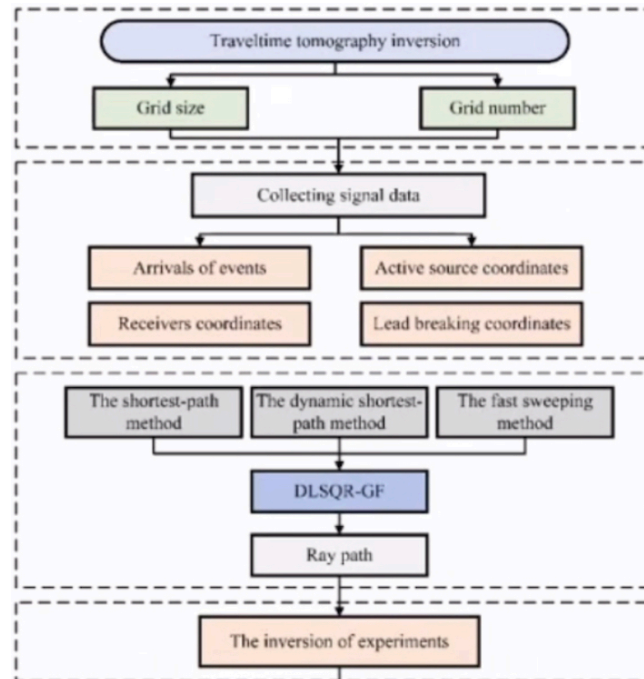 Traveltime tomography inversion
Grid size
Grid number
Collecting signal data
Arrivals of events
Active source coordinates
Receivers coordinates
Lead breaking coordinates
The shortest-path
method
The dynamic shortest-
path method
The fast sweeping
method
DLSQR-GF
Ray path
The inversion of experiments